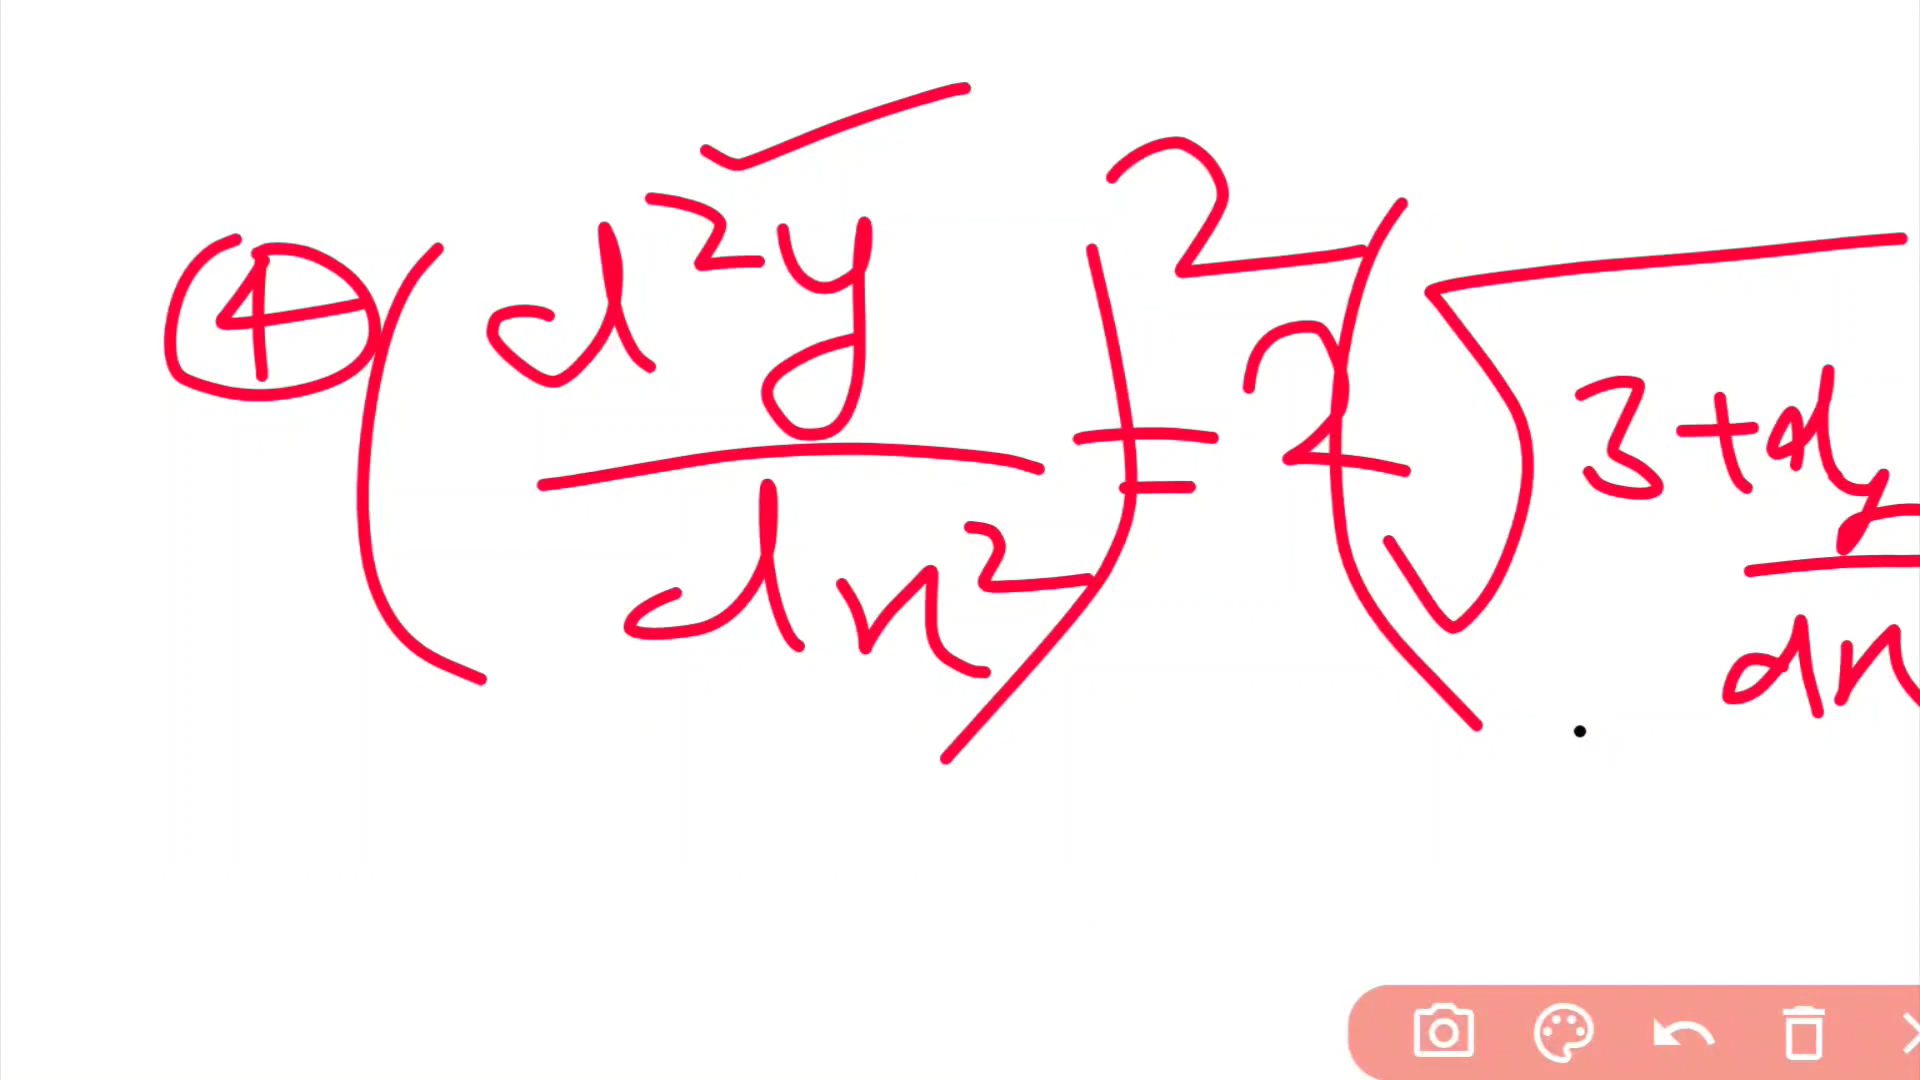 ④ (d²y/dx²)² = 2(√3+dy/dx